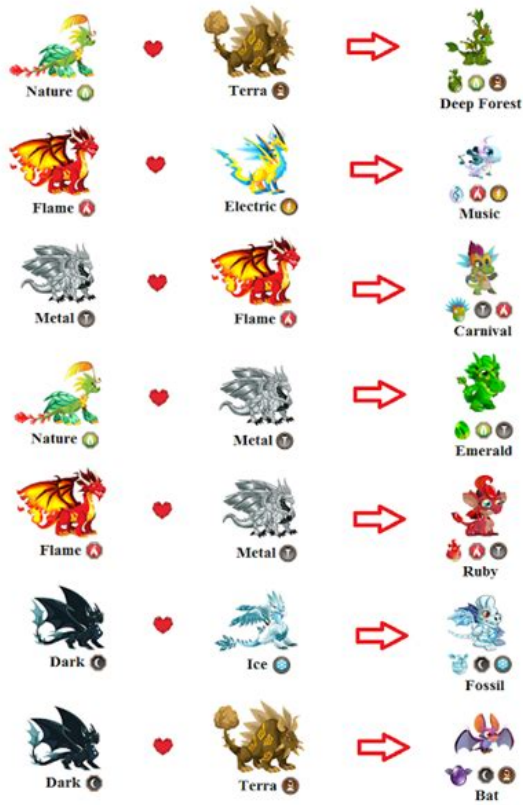 Nature
Terra
Deep Forest
Flame
Electric
Music
Metal
Flame
Carnival
Nature
Metal
Emerald
Flame
Metal
Ruby
Dark
Ice
Fossil
Dark
Terra
Bat